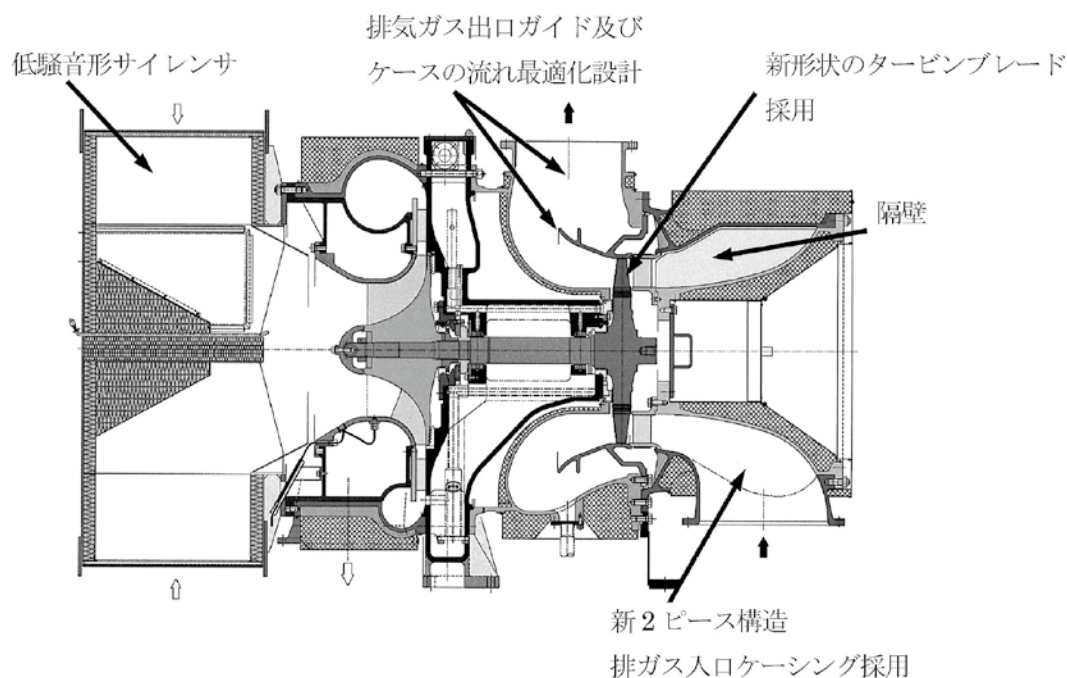 排気ガス出口ガイド及び
ケースの流れ最適化設計
低騒音形サイレンサ
新形状のタービンブレード
採用
隔壁
新2ピース構造
排ガス入口ケーシング採用